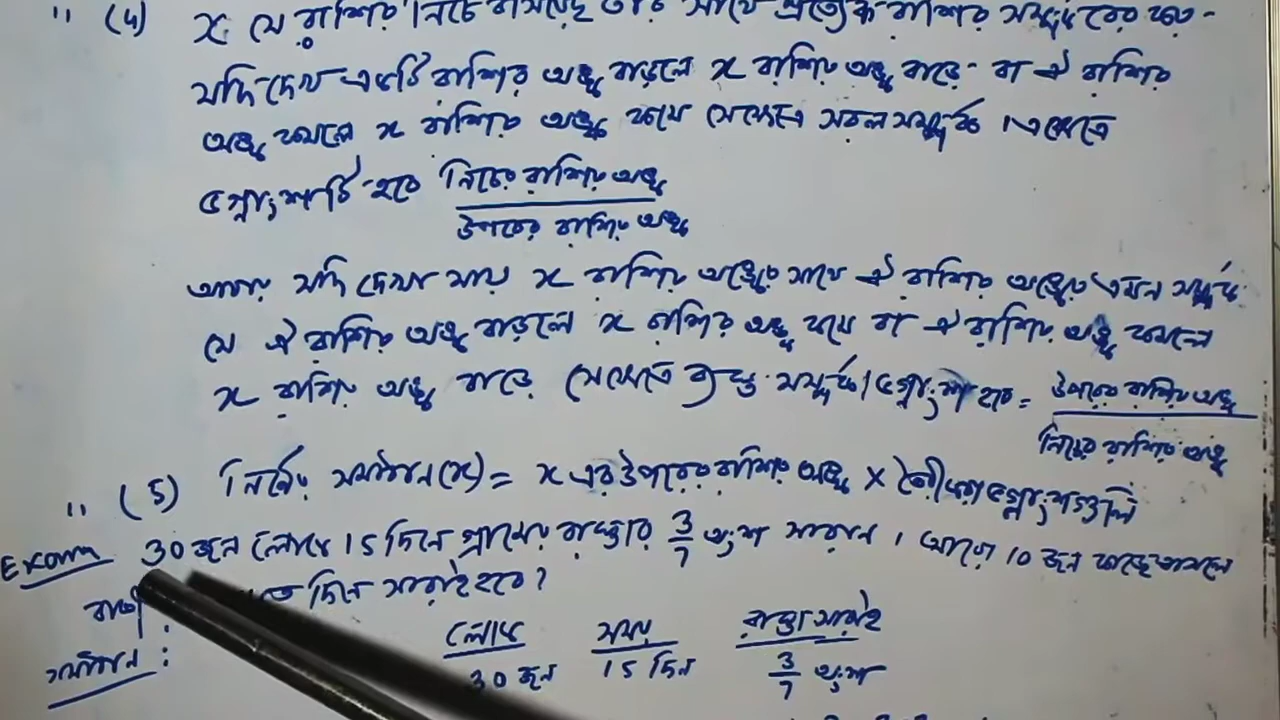 " (4) x যে রাশির নিচে বসেছে তার সাথে প্রত্যেক রাশির সম্পর্ক বের কর -
যদি দেখ একটি রাশির অঙ্ক বাড়লে x রাশির অঙ্ক বাড়ে বা ঐ রাশির
অঙ্ক কমলে x রাশির অঙ্ক কমে সেক্ষেত্রে সরল সম্পর্ক । এক্ষেত্রে
ভগ্নাংশটি হবে নিচের রাশির অঙ্ক / উপরের রাশির অঙ্ক
আবার যদি দেখা যায় x রাশির অঙ্কের সাথে ঐ রাশির অঙ্কের এমন সম্পর্ক
যে ঐ রাশির অঙ্ক বাড়লে x রাশির অঙ্ক কমে বা ঐ রাশির অঙ্ক কমলে
x রাশির অঙ্ক বাড়ে সেক্ষেত্রে ব্যস্ত সম্পর্ক । ভগ্নাংশ হবে = উপরের রাশির অঙ্ক / নিচের রাশির অঙ্ক
" (5) নির্ণেয় সমাধান (x) = x এর উপরের রাশির অঙ্ক × তৈরী করা ভগ্নাংশগুলি
30 জন লোকে 15 দিনে গ্রামের রাস্তার 3/7 অংশ সারান । আরো 10 জন কাজে আসলে
বাকী দিনে সারাই হবে ?
সমাধান : লোক সময় রাস্তা সারাই
30 জন 15 দিন 3/7 অংশ